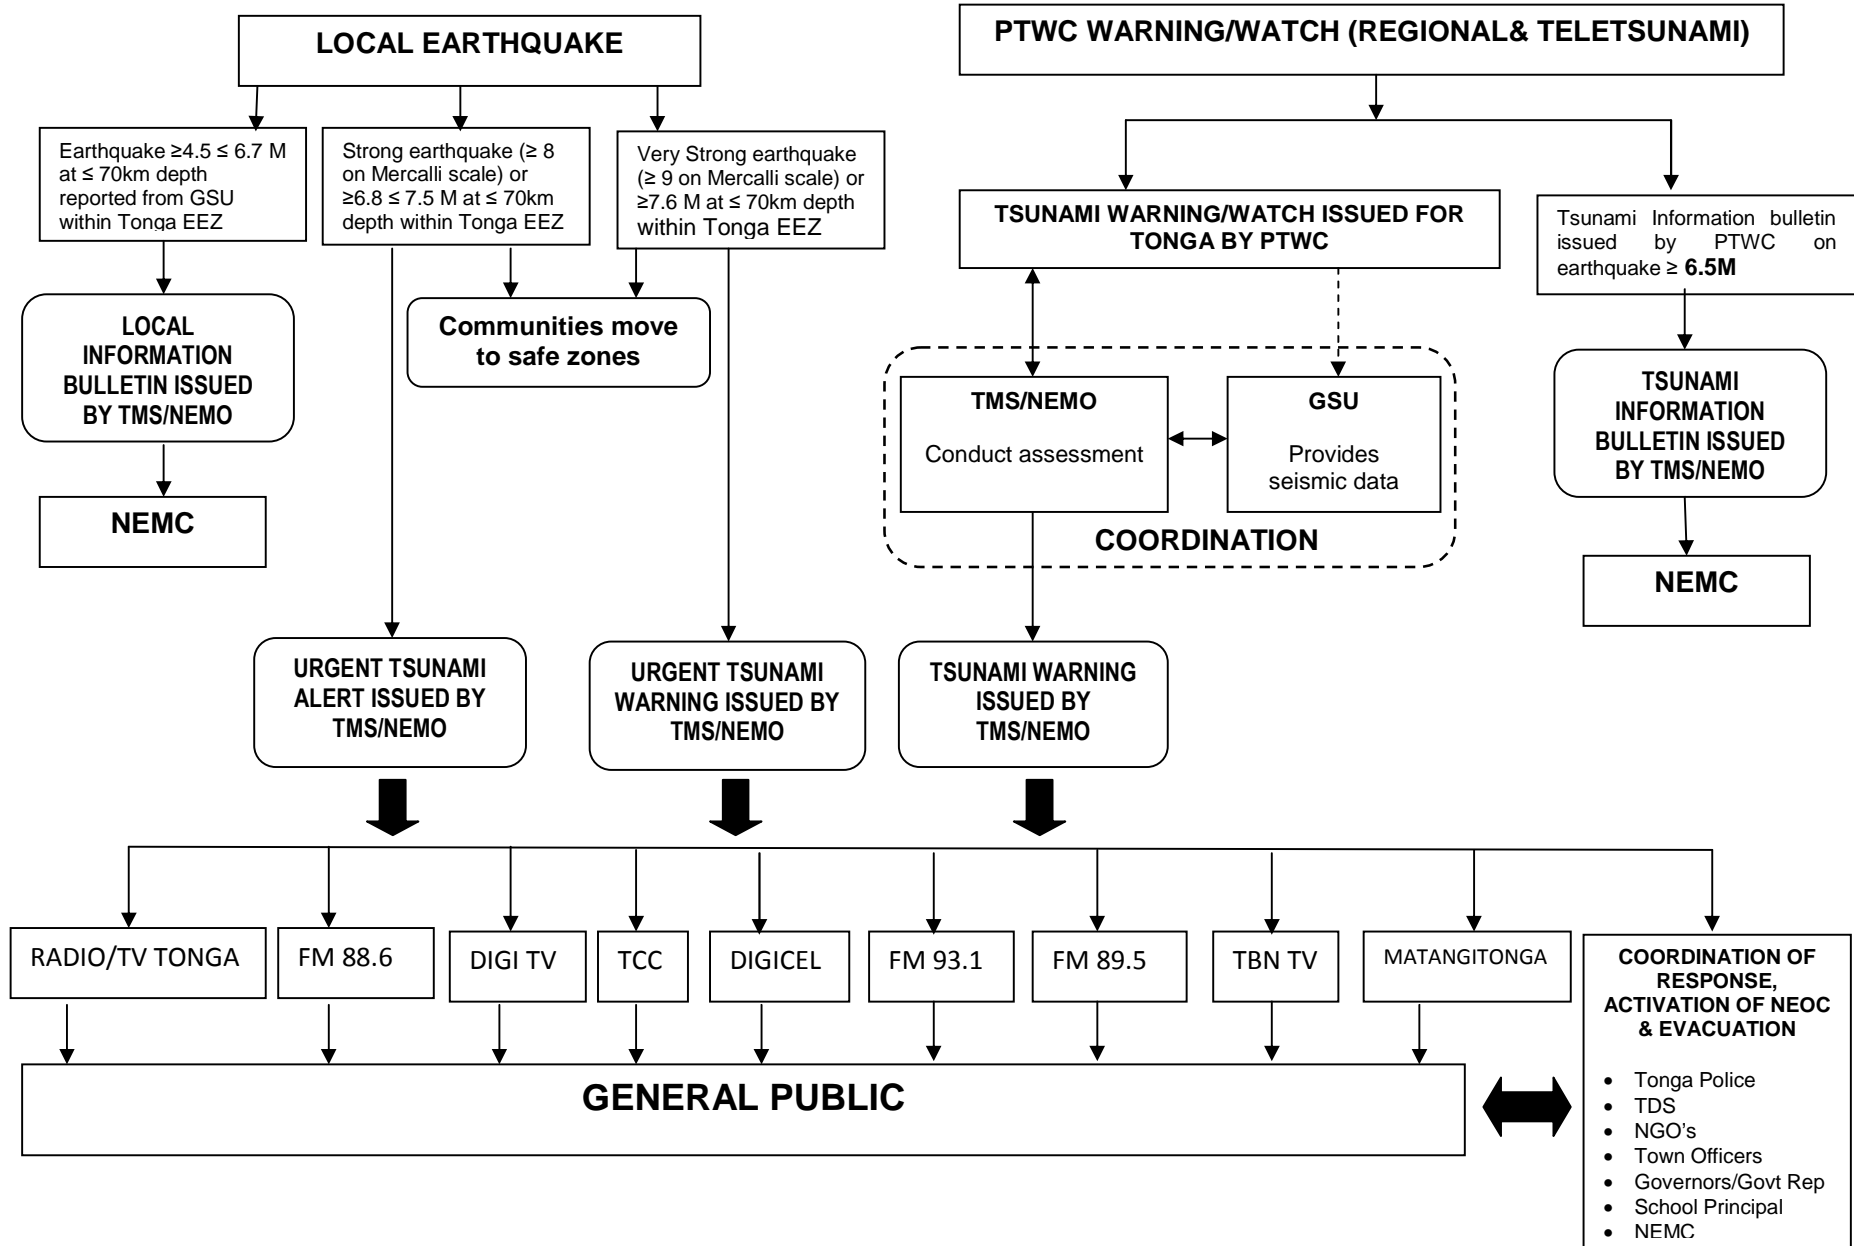 LOCAL EARTHQUAKE
PTWC WARNING/WATCH (REGIONAL& TELETSUNAMI)
Earthquake ≥4.5 ≤ 6.7 M
at ≤ 70km depth
reported from GSU
within Tonga EEZ
Strong earthquake (≥ 8
on Mercalli scale) or
≥6.8 ≤ 7.5 M at ≤ 70km
depth within Tonga EEZ
Very Strong earthquake
(≥ 9 on Mercalli scale) or
≥7.6 M at ≤ 70km depth
within Tonga EEZ
TSUNAMI WARNING/WATCH ISSUED FOR
TONGA BY PTWC
Tsunami Information bulletin
issued by PTWC on
earthquake ≥ 6.5M
LOCAL
INFORMATION
BULLETIN ISSUED
BY TMS/NEMO
Communities move
to safe zones
TMS/NEMO
Conduct assessment
GSU
Provides
seismic data
COORDINATION
TSUNAMI
INFORMATION
BULLETIN ISSUED
BY TMS/NEMO
NEMC
NEMC
URGENT TSUNAMI
ALERT ISSUED BY
TMS/NEMO
URGENT TSUNAMI
WARNING ISSUED BY
TMS/NEMO
TSUNAMI WARNING
ISSUED BY
TMS/NEMO
RADIO/TV TONGA
FM 88.6
DIGI TV
TCC
DIGICEL
FM 93.1
FM 89.5
TBN TV
MATANGITONGA
GENERAL PUBLIC
COORDINATION OF
RESPONSE,
ACTIVATION OF NEOC
& EVACUATION
• Tonga Police
• TDS
• NGO's
• Town Officers
• Governors/Govt Rep
• School Principal
• NEMC